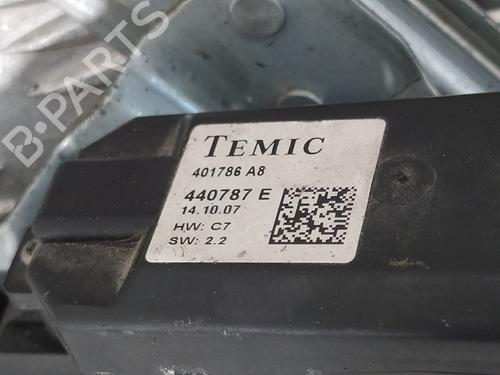 B-PARTS
TEMIC
401786 A8
440787 E
14.10.07
HW: C7
SW: 2.2